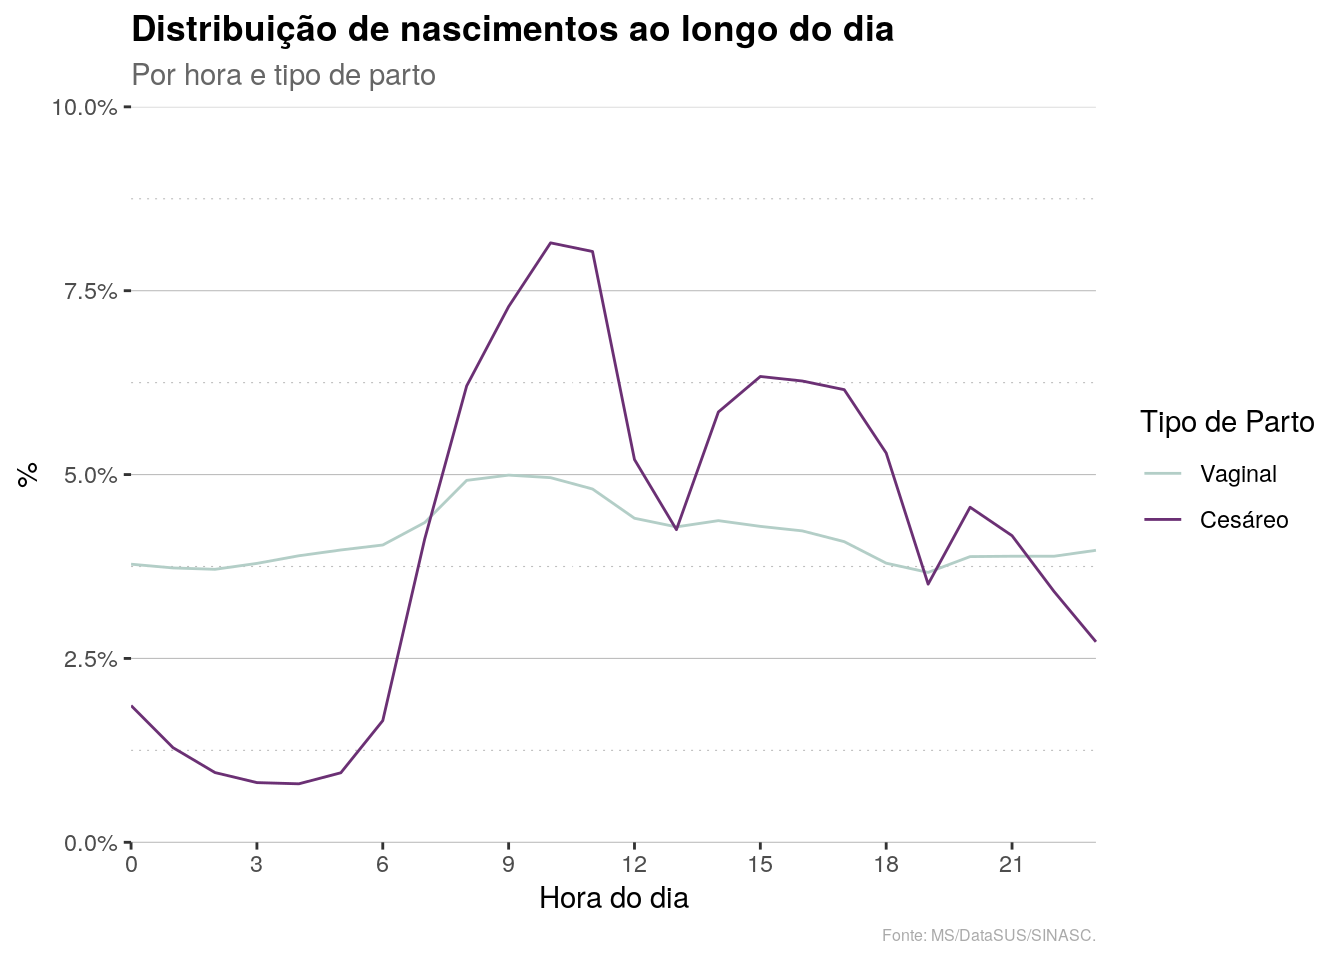 Distribuição de nascimentos ao longo do dia
Por hora e tipo de parto
10.0%
7.5%
5.0%
2.5%
0.0%
%
0 3 6 9 12 15 18 21
Hora do dia
Tipo de Parto
Vaginal
Cesáreo
Fonte: MS/DataSUS/SINASC.